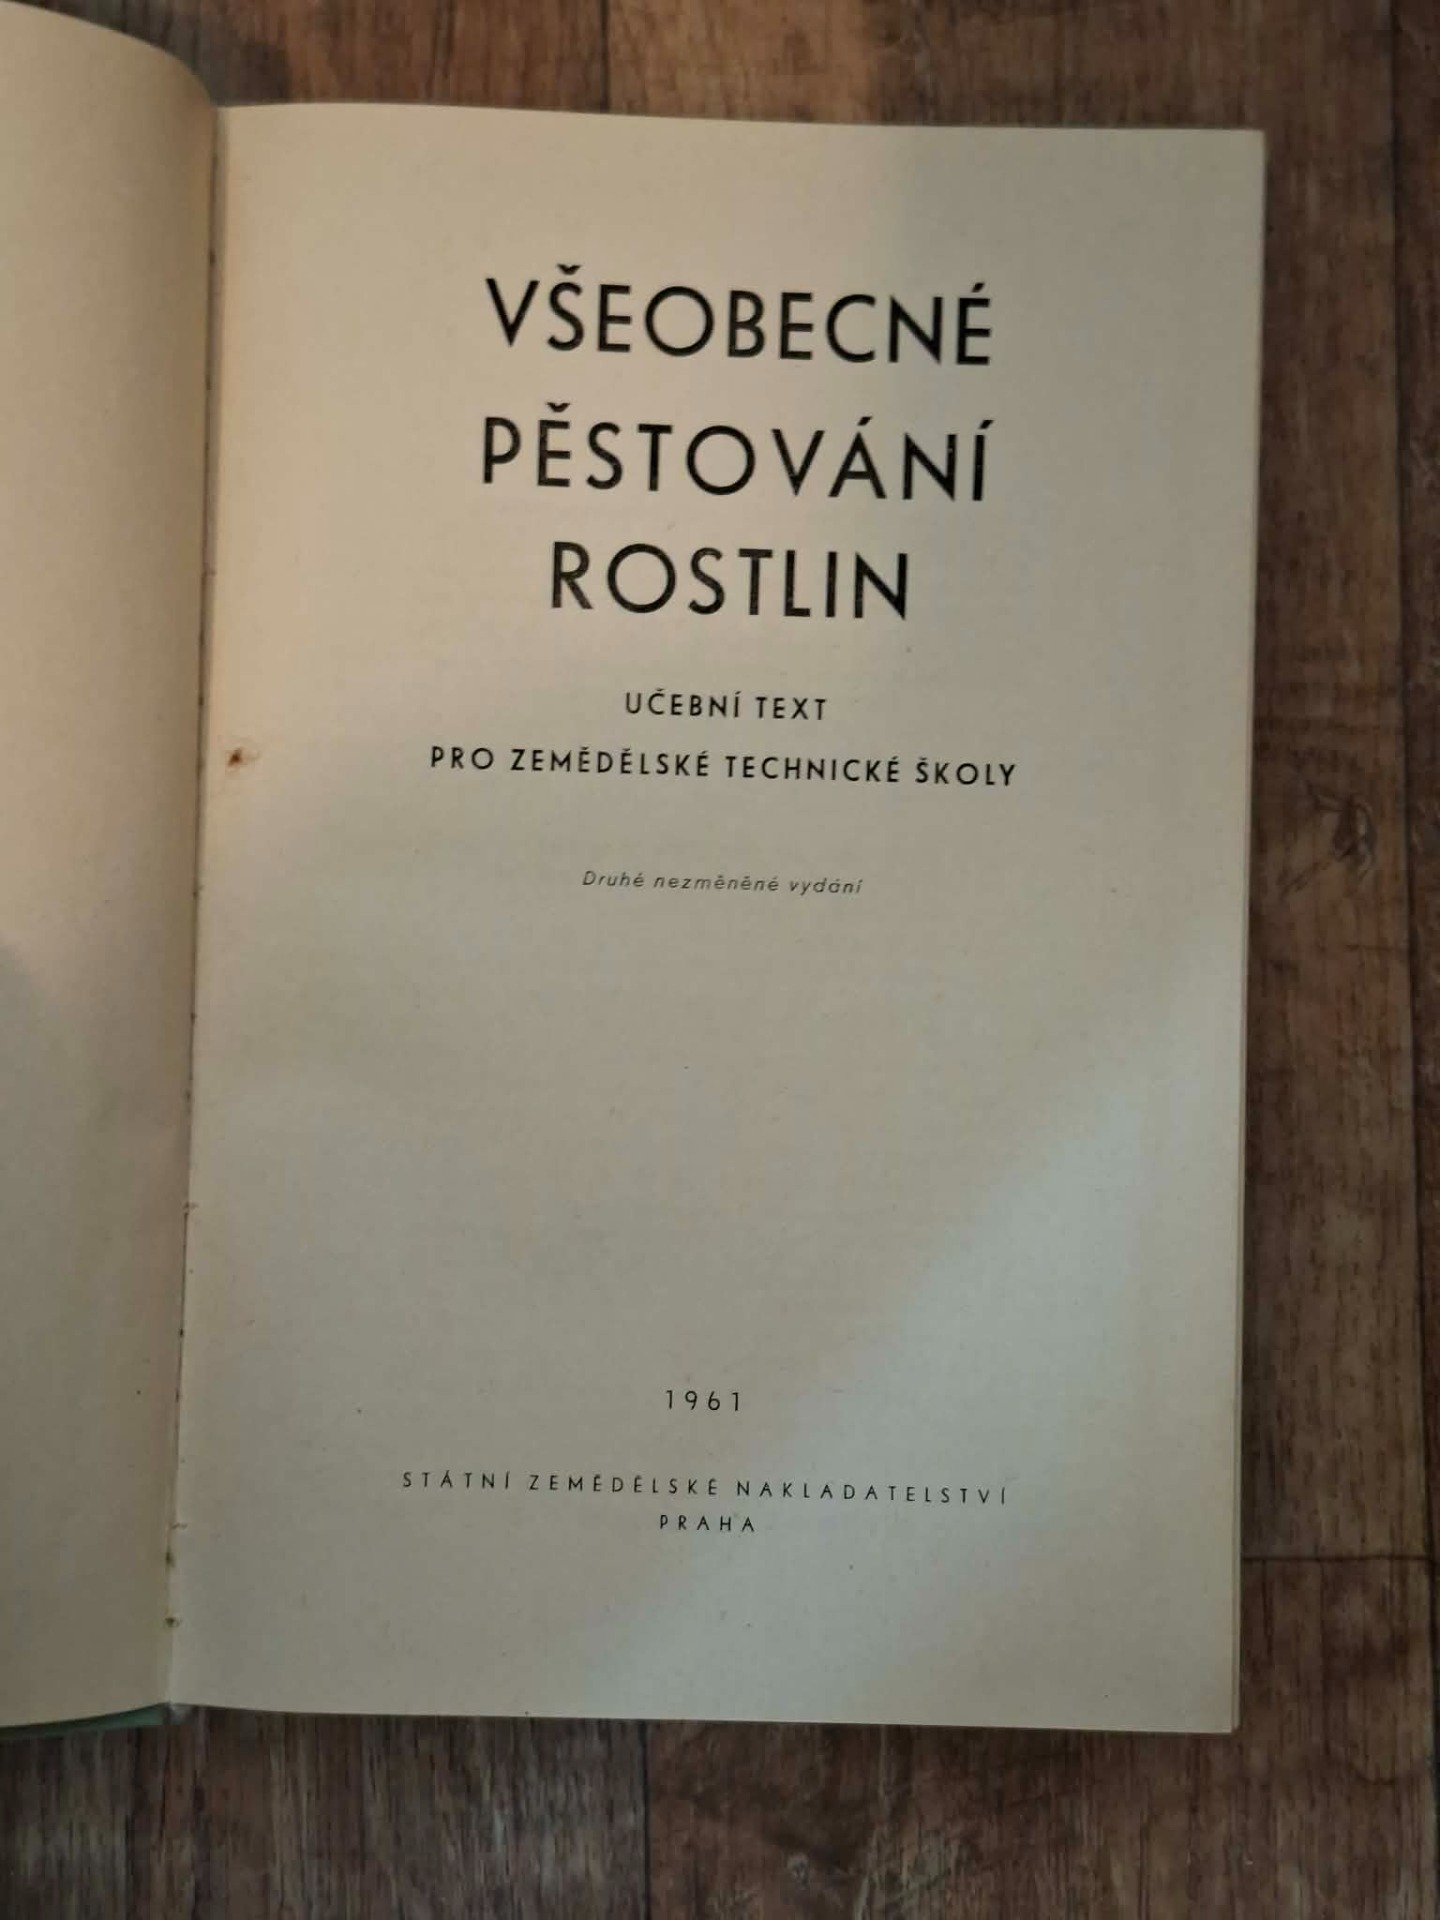 VŠEOBECNÉ
PĚSTOVÁNÍ
ROSTLIN
UČEBNÍ TEXT
PRO ZEMĚDĚLSKÉ TECHNICKÉ ŠKOLY
Druhé nezměněné vydání
1961
STÁTNÍ ZEMĚDĚLSKÉ NAKLADATELSTVÍ
PRAHA